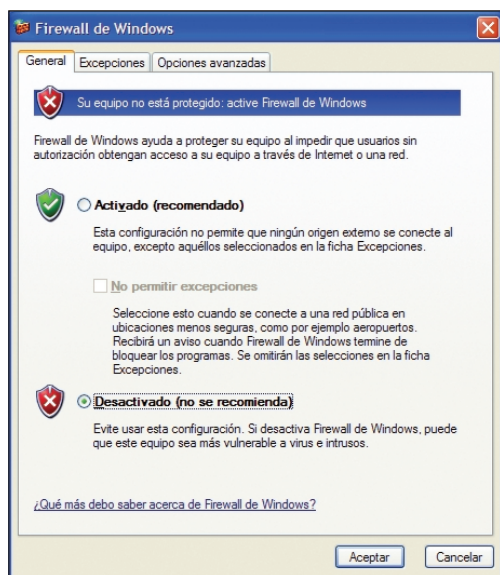 Firewall de Windows
General Excepciones Opciones avanzadas
Su equipo no está protegido: active Firewall de Windows
Firewall de Windows ayuda a proteger su equipo al impedir que usuarios sin
autorización obtengan acceso a su equipo a través de Internet o una red.
Activado (recomendado)
Esta configuración no permite que ningún origen externo se conecte al
equipo, excepto aquéllos seleccionados en la ficha Excepciones.
No permitir excepciones
Seleccione esto cuando se conecte a una red pública en
ubicaciones menos seguras, como por ejemplo aeropuertos.
Recibirá un aviso cuando Firewall de Windows termine de
bloquear los programas. Se omitirán las selecciones en la ficha
Excepciones.
Desactivado (no se recomienda)
Evite usar esta configuración. Si desactiva Firewall de Windows, puede
que este equipo sea más vulnerable a virus e intrusos.
¿Qué más debo saber acerca de Firewall de Windows?
Aceptar Cancelar